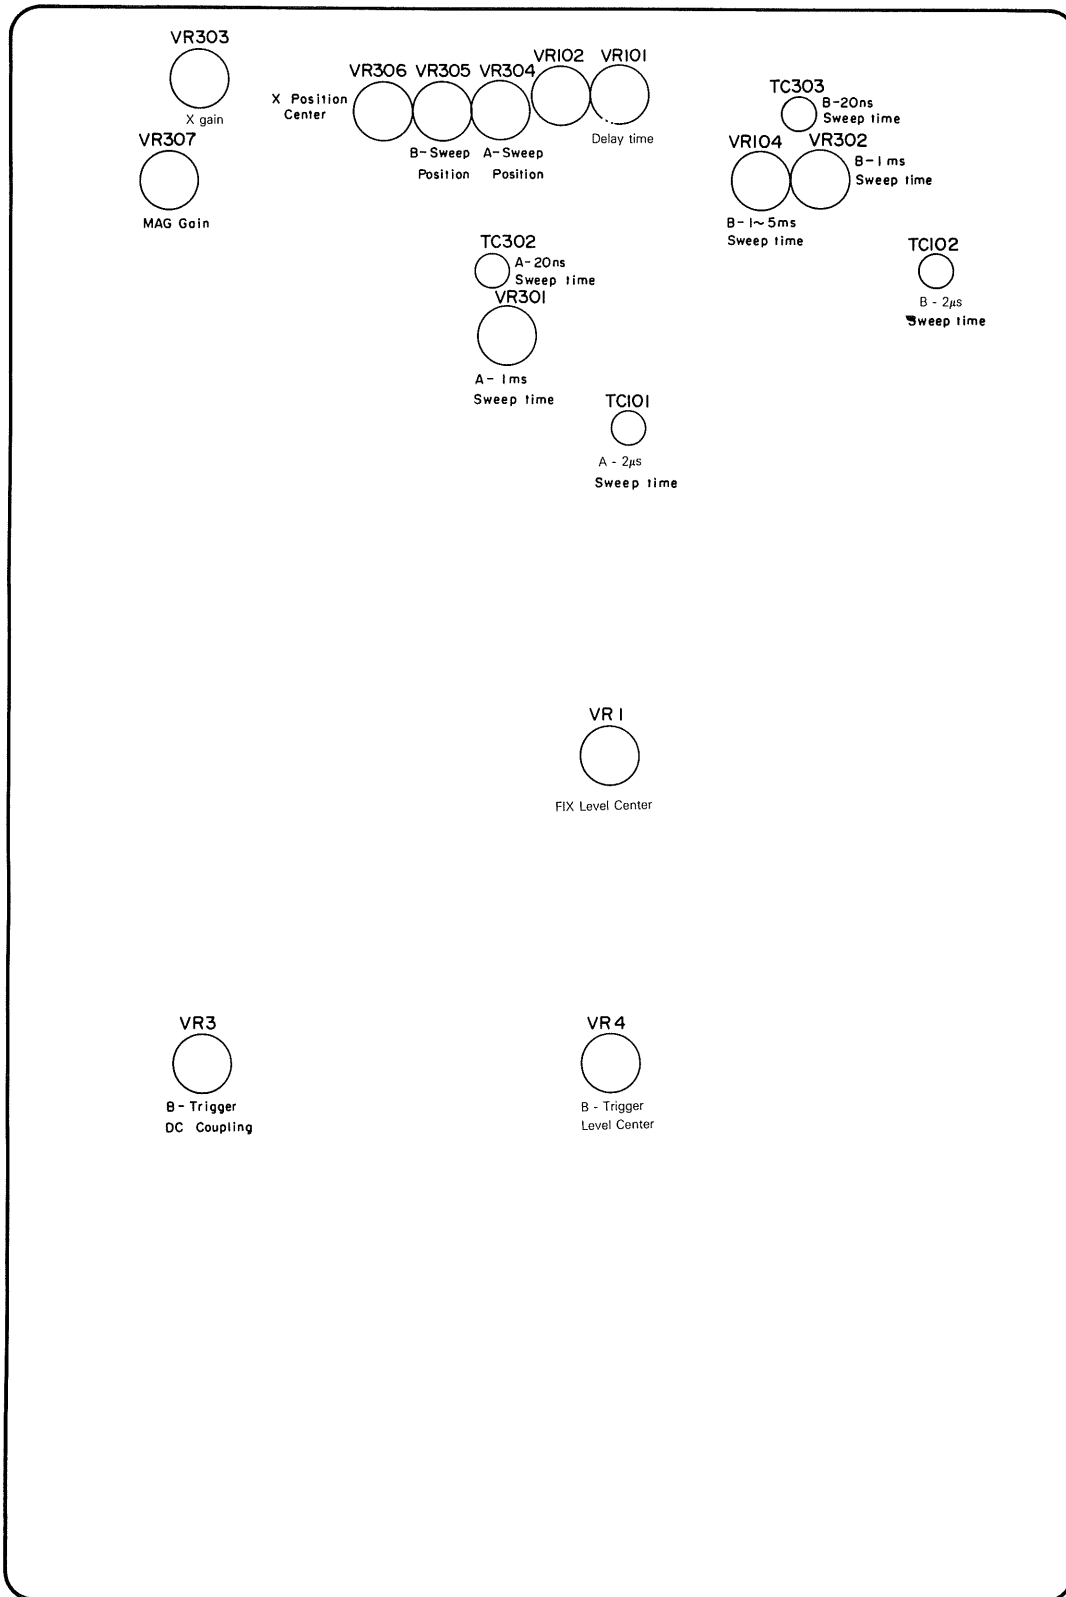 VR303
X gain
VR307
MAG Gain
VR306 VR305 VR304 VR102 VR101
X Position
Center
B-Sweep
Position
A-Sweep
Position
Delay time
TC303
B-20ns
Sweep time
VR104 VR302
B-1ms
Sweep time
B-1~5ms
Sweep time
TC302
A-20ns
Sweep time
VR301
A-1ms
Sweep time
TC102
B - 2μs
Sweep time
TC101
A - 2μs
Sweep time
VR1
FIX Level Center
VR3
B-Trigger
DC Coupling
VR4
B - Trigger
Level Center